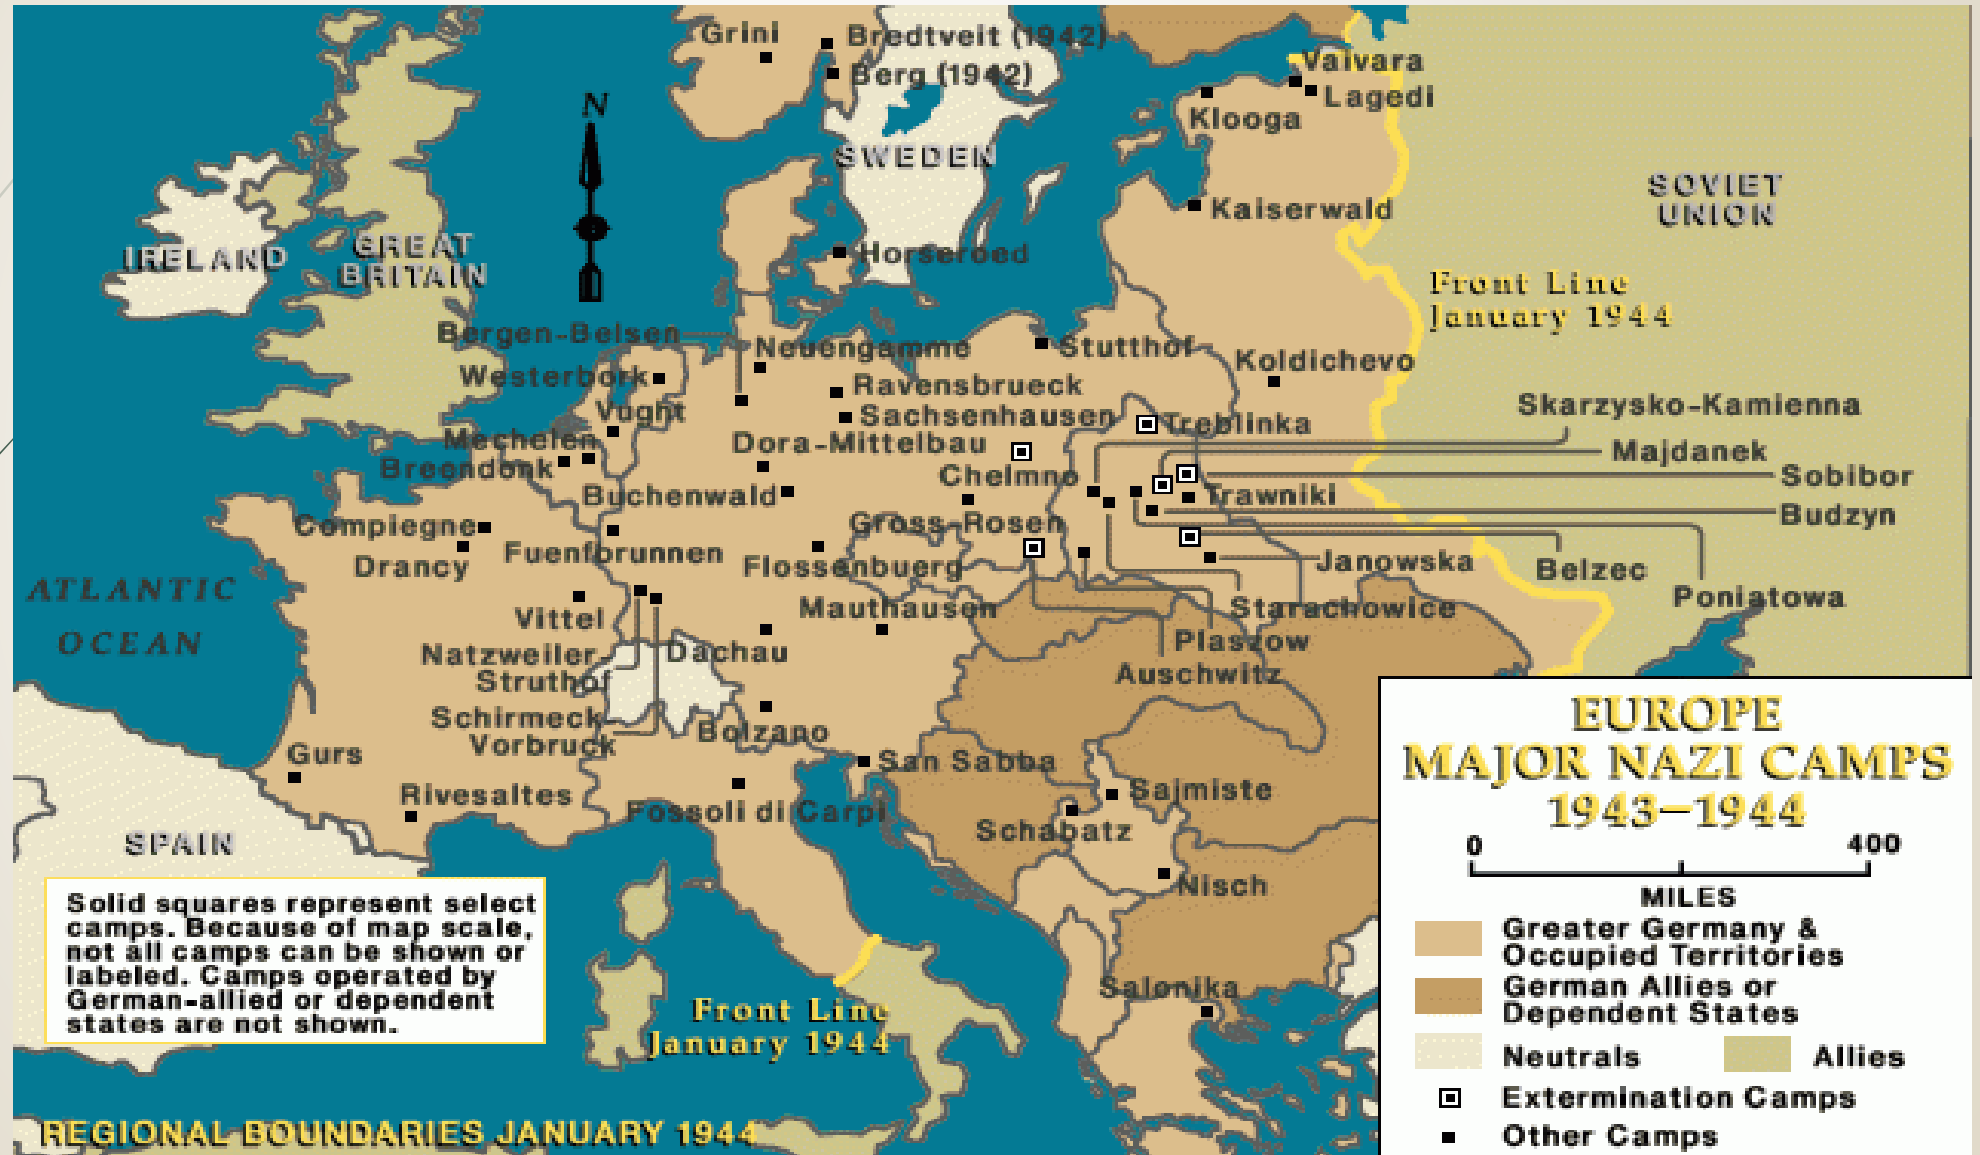 Grini
Bredtveit (1942)
Berg (1942)
Vaivara
Lagedi
Klooga
N
SWEDEN
SOVIET
UNION
Kaiserwald
IRELAND
GREAT
BRITAIN
Horseroed
Front Line
January 1944
Bergen-Belsen
Neuengamme
Stutthof
Koldichevo
Westerbork
Ravensbrueck
Vught
Sachsenhausen
Treblinka
Skarzysko-Kamienna
Mechelen
Dora-Mittelbau
Majdanek
Breendonk
Chelmno
Sobibor
Buchenwald
Trawniki
Budzyn
Compiegne
Gross-Rosen
Drancy
Fuenfbrunnen
Flossenbuerg
Janowska
Belzec
ATLANTIC
OCEAN
Vittel
Mauthausen
Starachowice
Poniatowa
Natzweiler
Struthof
Dachau
Plaszow
Auschwitz
Schirmeck
Vorbruck
Bolzano
Gurs
San Sabba
Rivesaltes
Fossoli di Carpi
Sajmiste
Schabatz
SPAIN
Nisch
Salonika
Front Line
January 1944
Solid squares represent select
camps. Because of map scale,
not all camps can be shown or
labeled. Camps operated by
German-allied or dependent
states are not shown.
REGIONAL BOUNDARIES JANUARY 1944
EUROPE
MAJOR NAZI CAMPS
1943–1944
0 400
MILES
Greater Germany &
Occupied Territories
German Allies or
Dependent States
Neutrals Allies
Extermination Camps
Other Camps